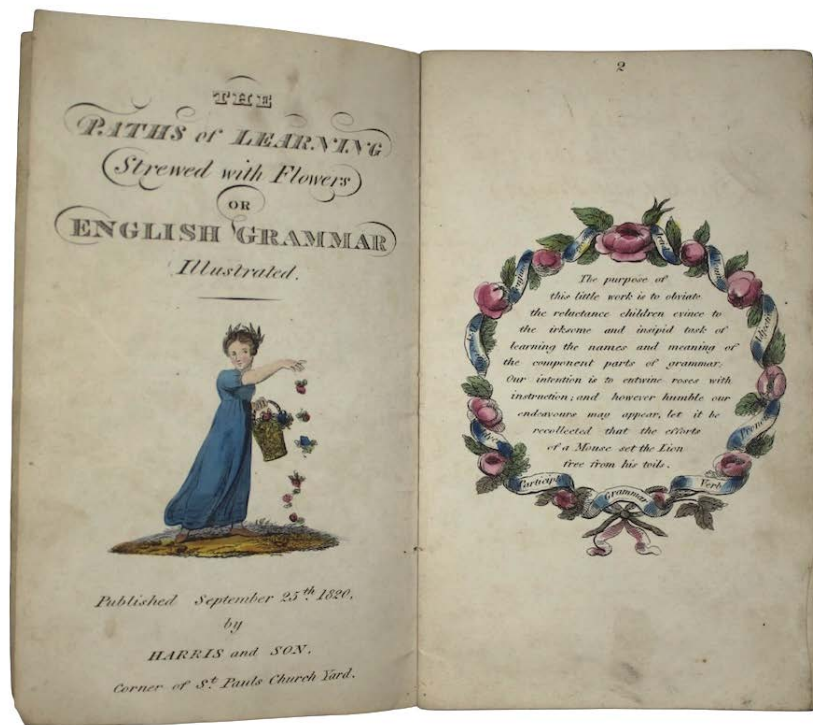 THE
PATHS of LEARNING
Strewed with Flowers
OR
ENGLISH GRAMMAR
Illustrated.
Published September 25th 1820,
by
HARRIS and SON,
Corner of St. Pauls Church Yard.
2
The purpose of
this little work is to obviate
the reluctance children evince to
the irksome and insipid task of
learning the names and meaning of
the component parts of grammar.
Our intention is to entwine roses with
instruction; and however humble our
endeavours may appear, let it be
recollected that the efforts
of a Mouse set the Lion
free from his toils.
Grammar
Verb